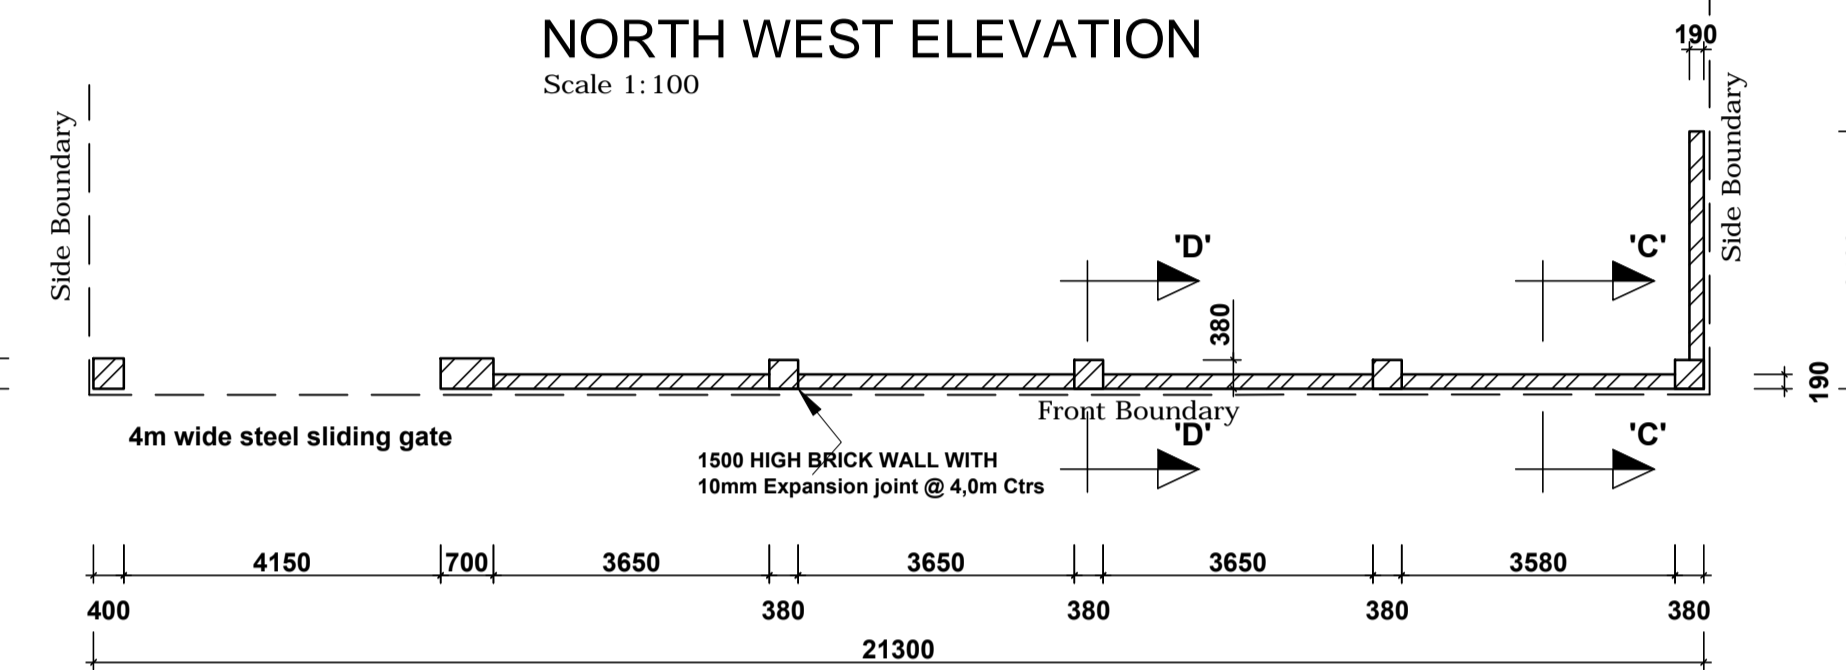 NORTH WEST ELEVATION
Scale 1:100
190
Side Boundary
Side Boundary
'D'
'C'
380
190
Front Boundary
4m wide steel sliding gate
'D'
'C'
1500 HIGH BRICK WALL WITH
10mm Expansion joint @ 4,0m Ctrs
4150
700
3650
3650
3650
3580
400
380
380
380
380
21300